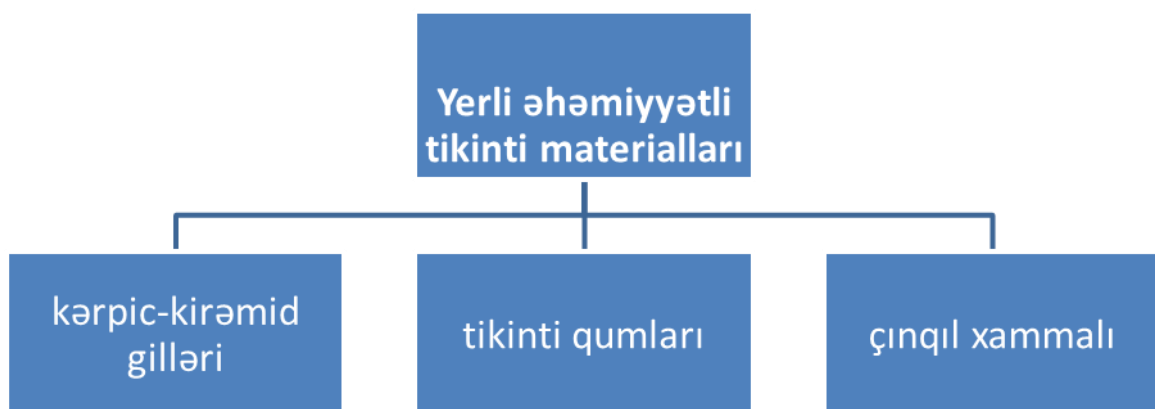 Yerli əhəmiyyətli
tikinti materialları
kərpic-kirəmid
gilləri
tikinti qumları
çınqıl xammalı